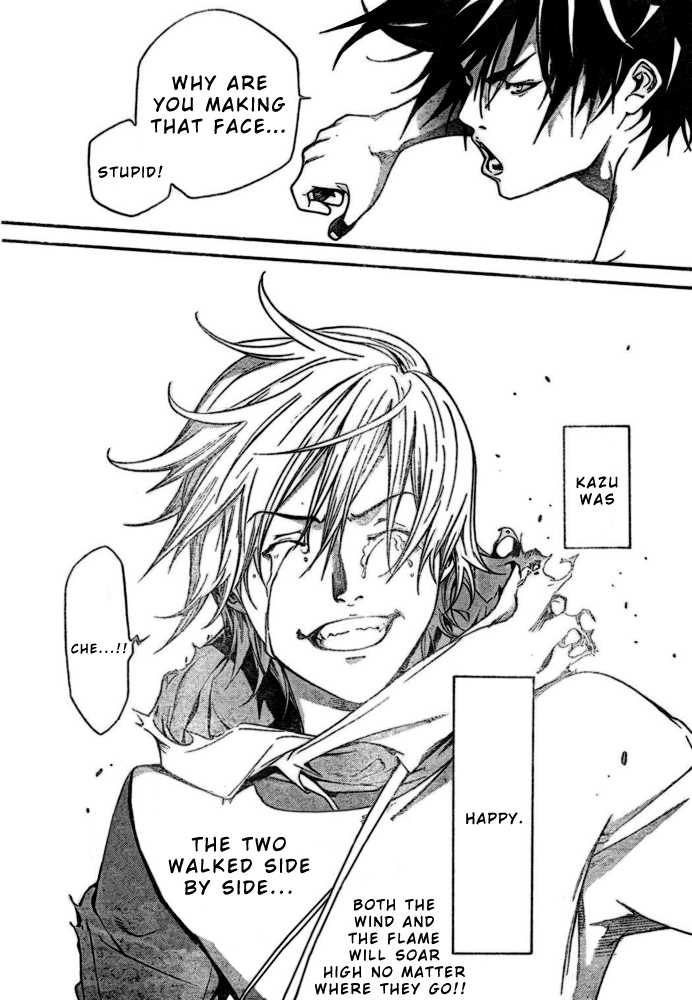 WHY ARE
YOU MAKING
THAT FACE...
STUPID!
KAZU
WAS
CHE...!!
HAPPY.
THE TWO
WALKED SIDE
BY SIDE...
BOTH THE
WIND AND
THE FLAME
WILL SOAR
HIGH NO MATTER
WHERE THEY GO!!